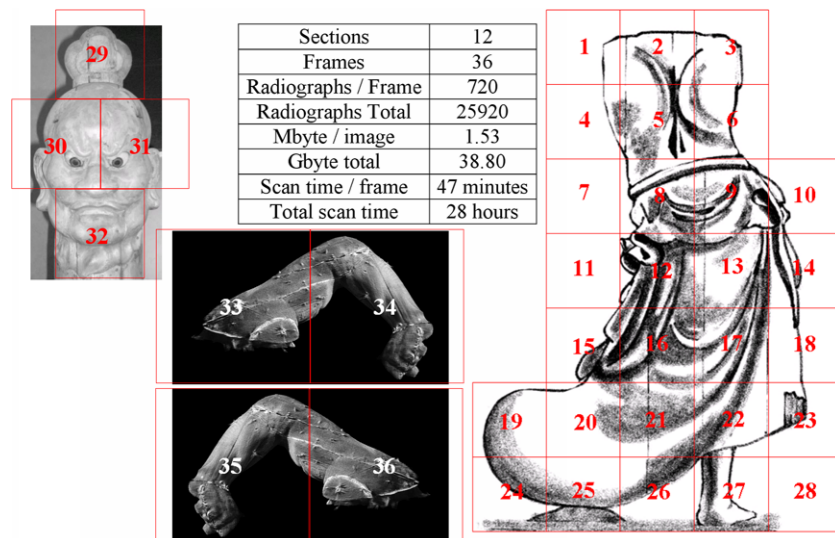 29
30 31
32
Sections 12
Frames 36
Radiographs / Frame 720
Radiographs Total 25920
Mbyte / image 1.53
Gbyte total 38.80
Scan time / frame 47 minutes
Total scan time 28 hours
33 34
35 36
1 2 3
4 5 6
7 8 9 10
11 12 13 14
15 16 17 18
19 20 21 22 23
24 25 26 27 28